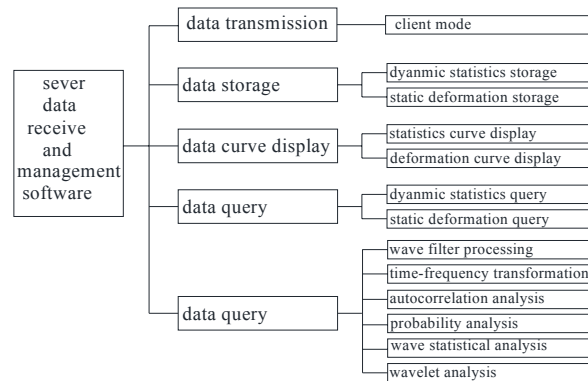 sever
data
receive
and
management
software
data transmission
client mode
data storage
dyanmic statistics storage
static deformation storage
data curve display
statistics curve display
deformation curve display
data query
dyanmic statistics query
static deformation query
data query
wave filter processing
time-frequency transformation
autocorrelation analysis
probability analysis
wave statistical analysis
wavelet analysis